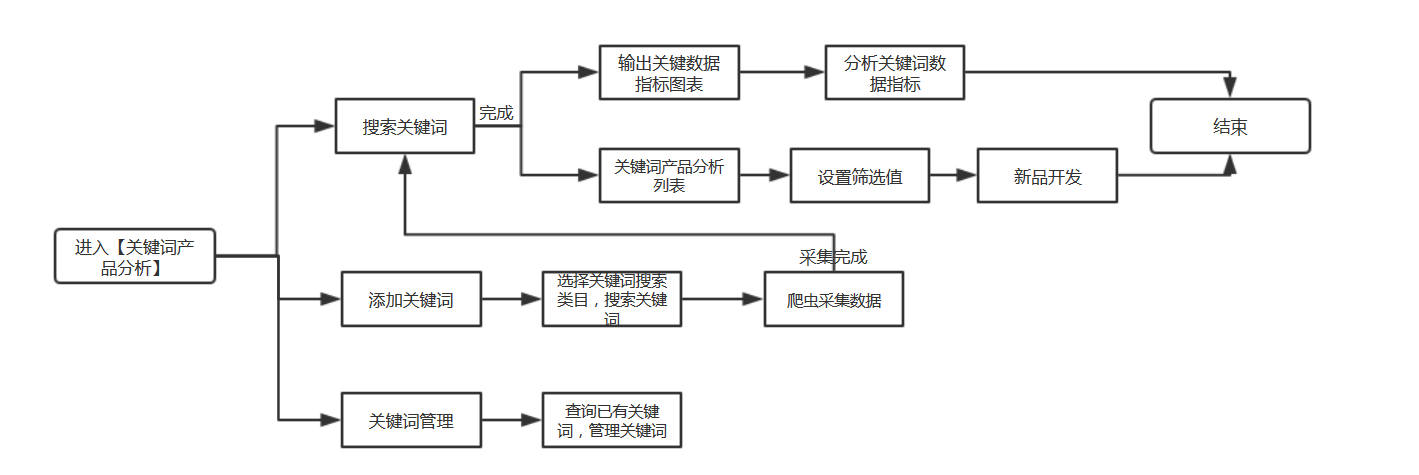 输出关键数据
指标图表
分析关键词数
据指标
搜索关键词
完成
结束
关键词产品分析
列表
设置筛选值
新品开发
进入【关键词产
品分析】
采集完成
添加关键词
选择关键词搜索
类目，搜索关键
词
爬虫采集数据
关键词管理
查询已有关键
词，管理关键词